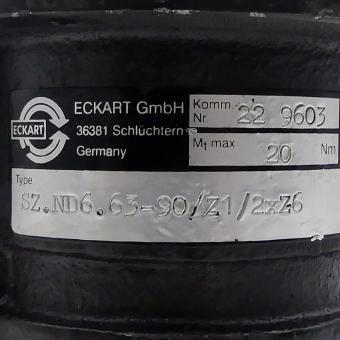 ECKART
ECKART GmbH
36381 Schlüchtern
Germany
Komm.-
Nr. 22 9603
Mt max 20 Nm
Type
SZ.ND6.63-90/Z1/2xZ6